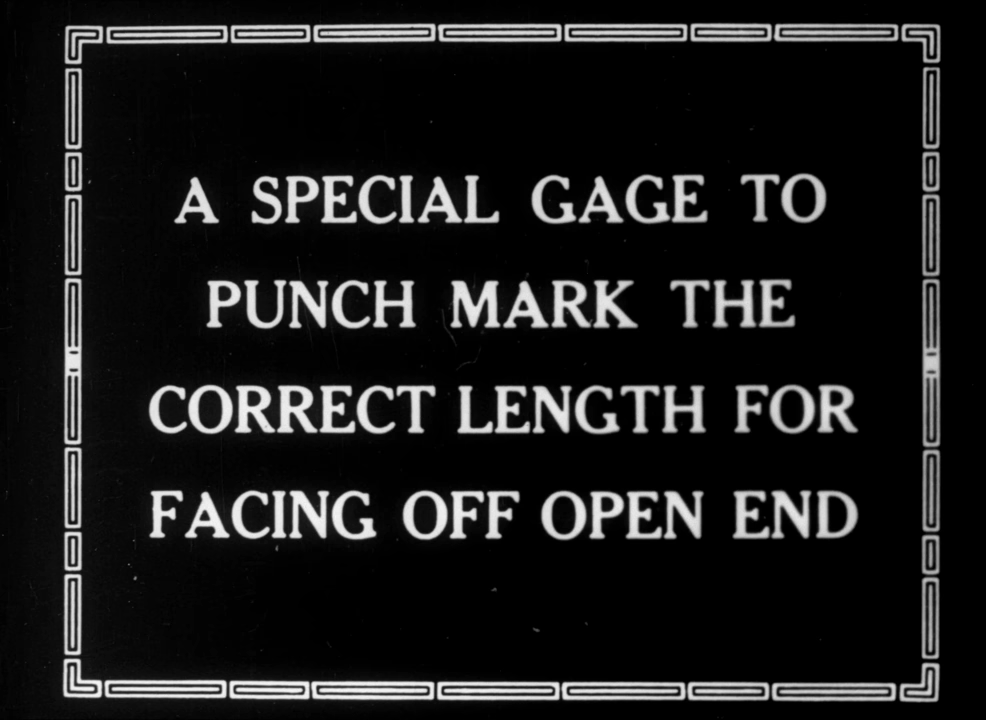 A SPECIAL GAGE TO
PUNCH MARK THE
CORRECT LENGTH FOR
FACING OFF OPEN END